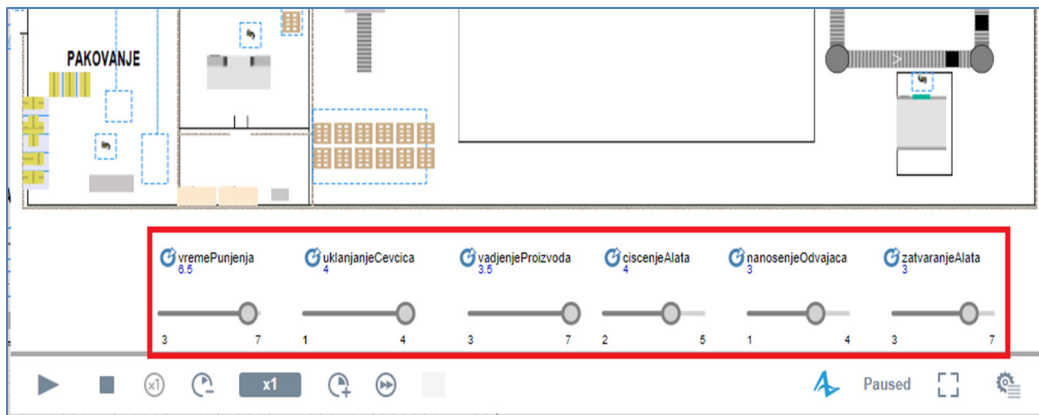 PAKOVANJE
vremePunjenja uklanjanjeCevcica vadjenjeProizvoda ciscenjeAlata nanosenjeOdvajaca zatvaranjeAlata
6.5 4 3.5 4 3 3
3 7 1 4 3 7 2 5 1 4 3 7
x1 x1 Paused